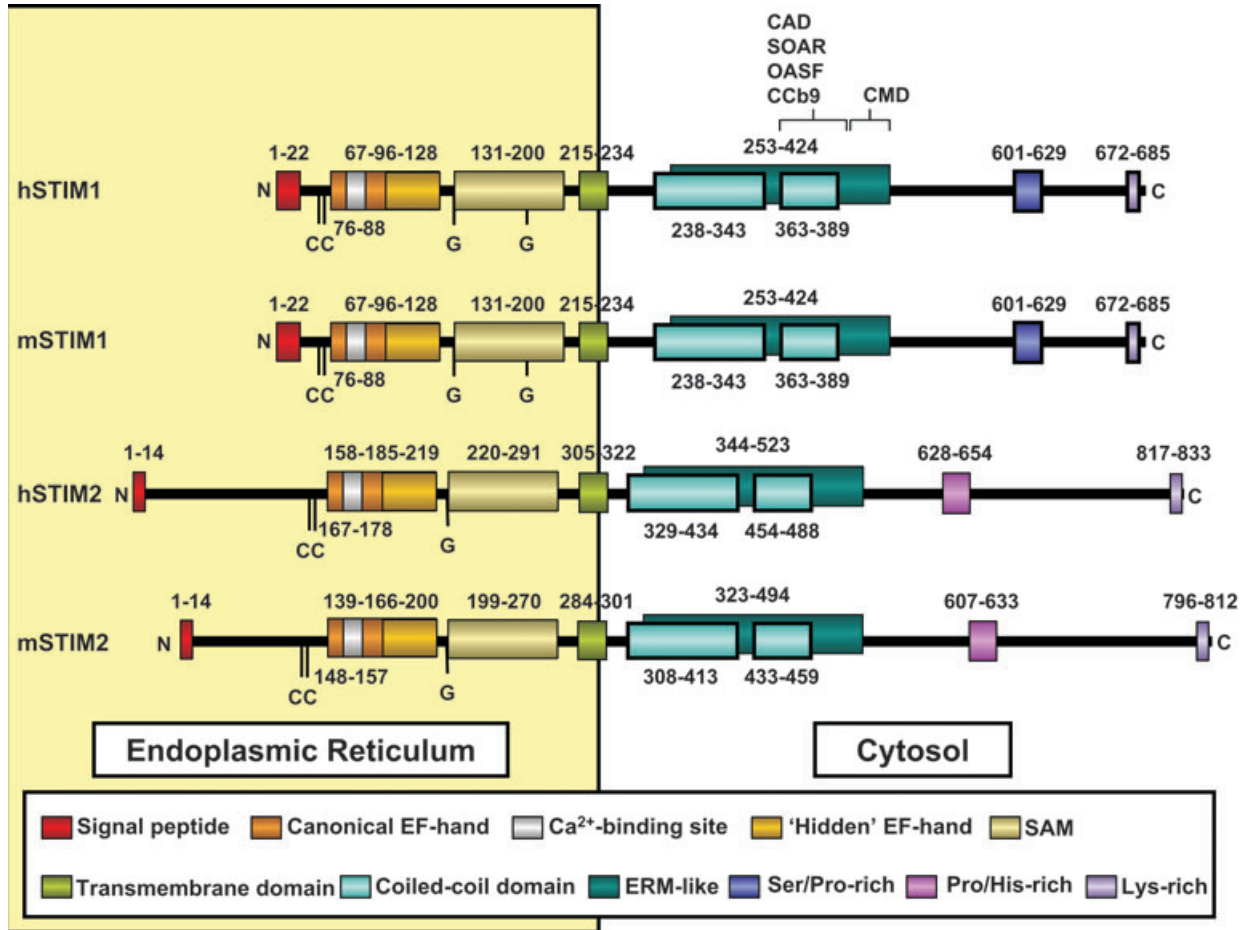 CAD
SOAR
OASF
CCb9 CMD
1-22 67-96-128 131-200 215-234 253-424 601-629 672-685
hSTIM1 N C
CC 76-88 G G 238-343 363-389
1-22 67-96-128 131-200 215-234 253-424 601-629 672-685
mSTIM1 N C
CC 76-88 G G 238-343 363-389
1-14 158-185-219 220-291 305-322 344-523 628-654 817-833
hSTIM2 N C
CC 167-178 G 329-434 454-488
1-14 139-166-200 199-270 284-301 323-494 607-633 796-812
mSTIM2 N C
CC 148-157 G 308-413 433-459
Endoplasmic Reticulum Cytosol
Signal peptide Canonical EF-hand Ca²⁺-binding site ‘Hidden’ EF-hand SAM
Transmembrane domain Coiled-coil domain ERM-like Ser/Pro-rich Pro/His-rich Lys-rich